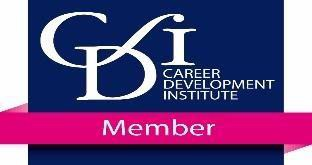 CDI
CAREER
DEVELOPMENT
INSTITUTE
Member